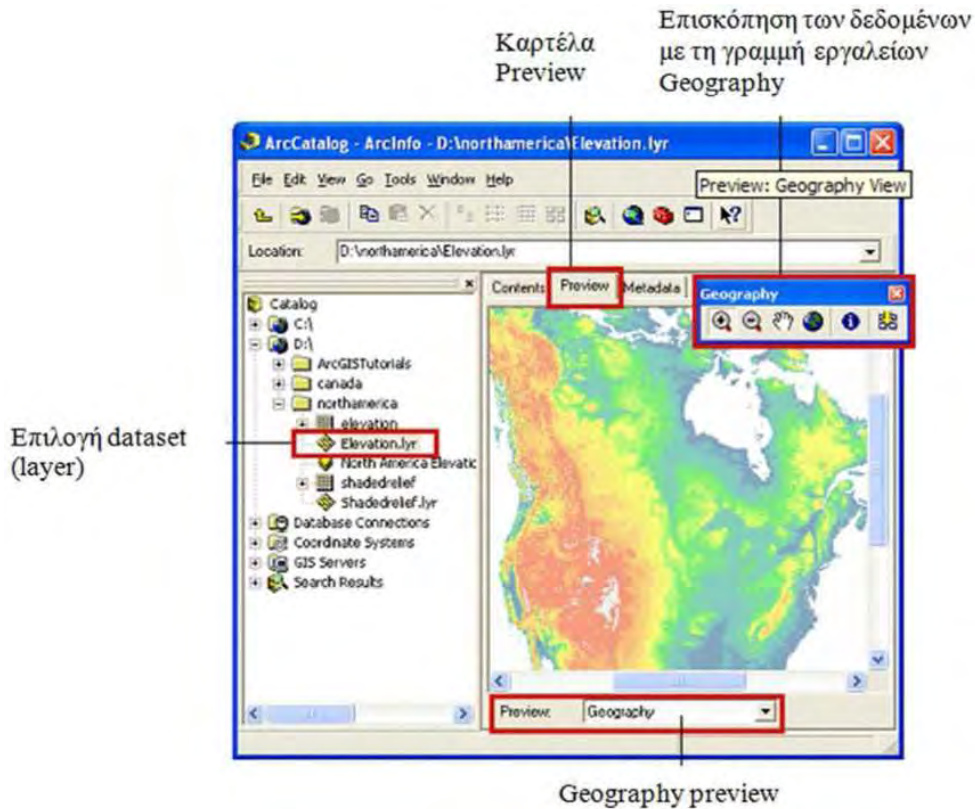 Καρτέλα
Preview
Επισκόπηση των δεδομένων
με τη γραμμή εργαλείων
Geography
ArcCatalog - ArcInfo - D:\northamerica\Elevation.lyr
File Edit View Go Tools Window Help
Preview: Geography View
Location: D:\northamerica\Elevation.lyr
Contents Preview Metadata
Geography
Catalog
C:\
D:\
ArcGISTutorials
canada
northamerica
elevation
Elevation.lyr
North America Elevatic
shadedrelief
Shadedrelief.lyr
Database Connections
Coordinate Systems
GIS Servers
Search Results
Επιλογή dataset
(layer)
Preview: Geography
Geography preview